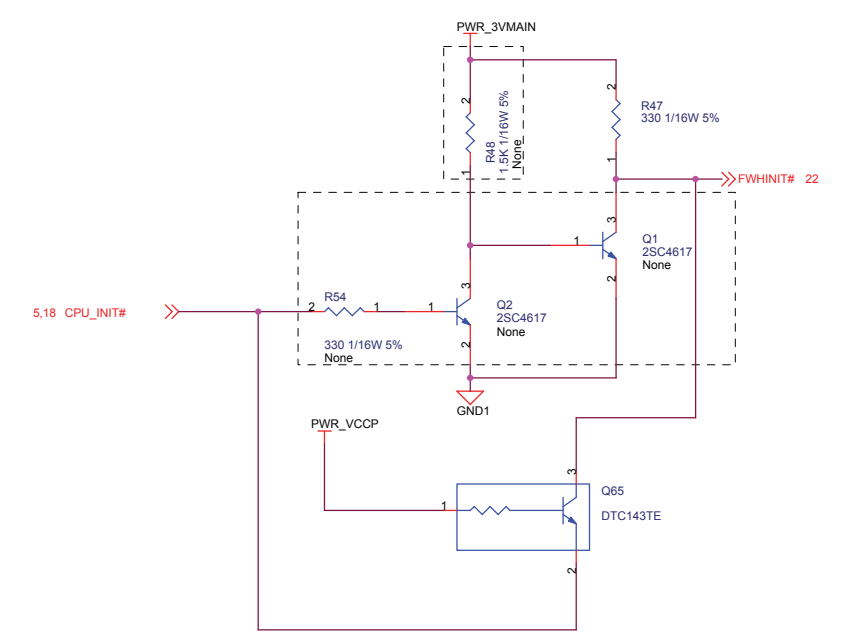 PWR_3VMAIN
2
R48
1.5K 1/16W 5%
None
1
2
R47
330 1/16W 5%
1
FWHINIT# 22
3
1
Q1
2SC4617
None
2
5,18 CPU_INIT#
2
R54
1
330 1/16W 5%
None
1
3
Q2
2SC4617
None
2
GND1
PWR_VCCP
1
3
Q65
DTC143TE
2